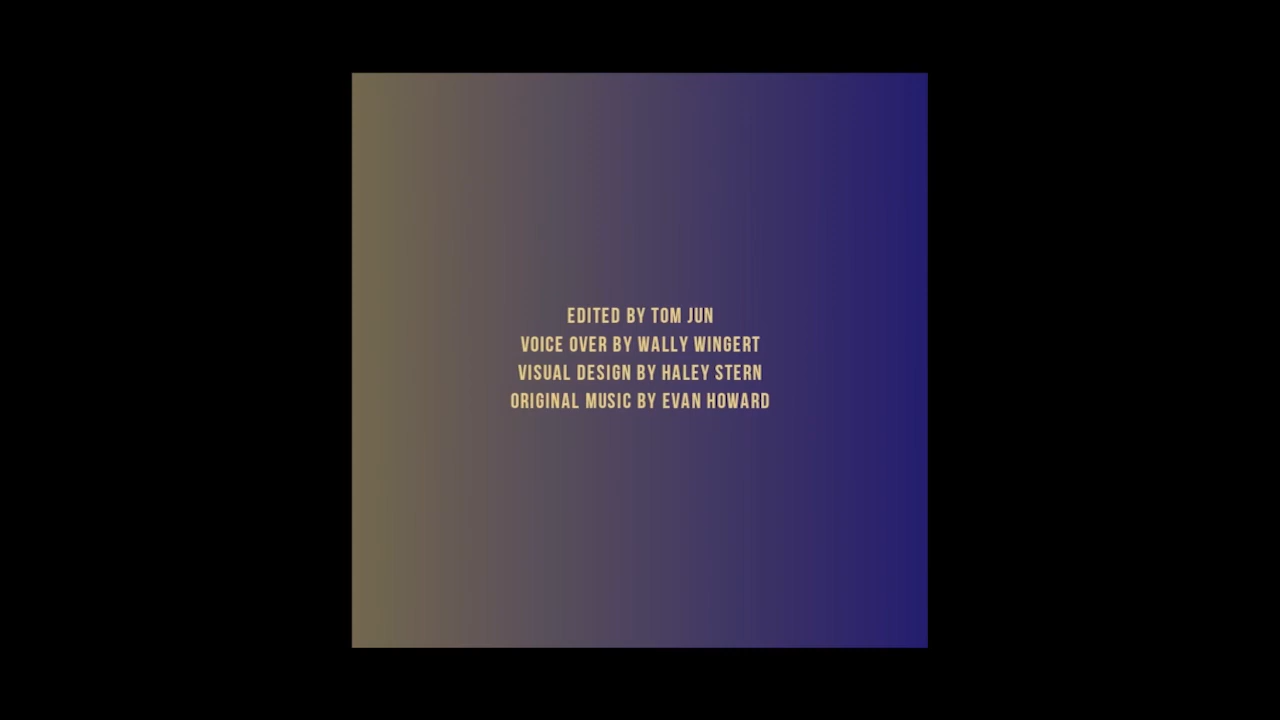 EDITED BY TOM JUN
VOICE OVER BY WALLY WINGERT
VISUAL DESIGN BY HALEY STERN
ORIGINAL MUSIC BY EVAN HOWARD